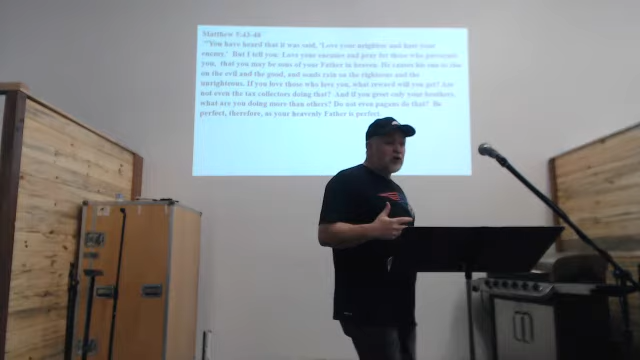 Matthew 5:43-48
"You have heard that it was said, 'Love your neighbor and hate your
enemy.' But I tell you, Love your enemies and pray for those who persecute
you, that you may be sons of your Father in heaven. He causes his sun to rise
on the evil and the good, and sends rain on the righteous and the
unrighteous. If you love those who love you, what reward will you get? Are
not even the tax collectors doing that? And if you greet only your brothers,
what are you doing more than others? Do not even pagans do that? Be
perfect, therefore, as your heavenly Father is perfect.